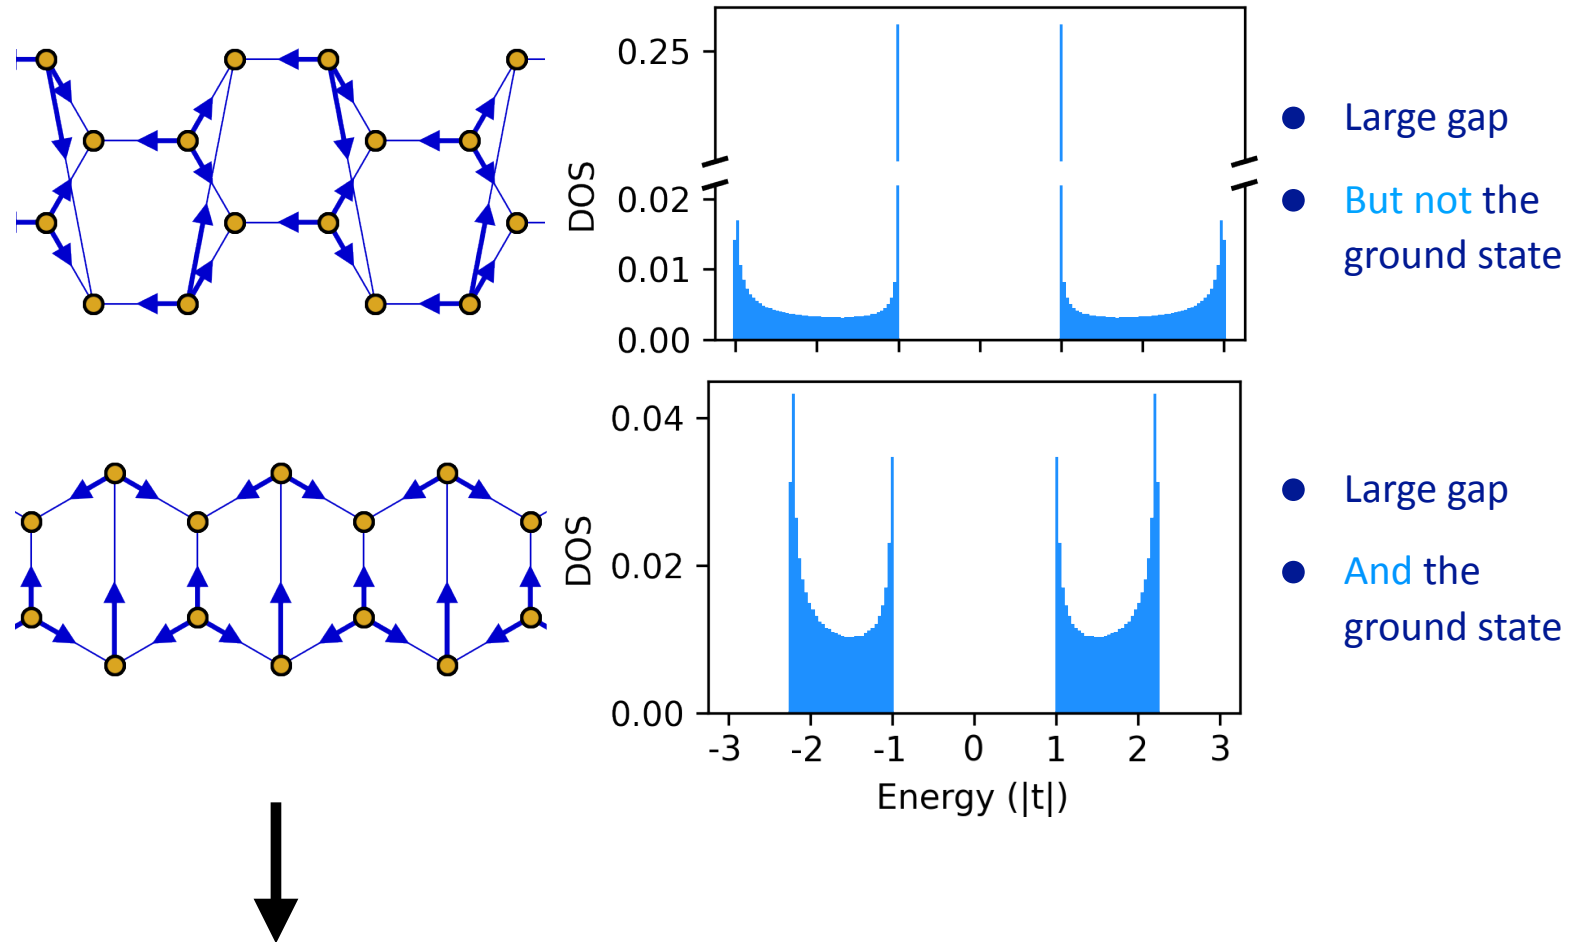 0.25
DOS
0.02
0.01
0.00
● Large gap
● But not the
ground state
0.04
DOS
0.02
0.00
-3 -2 -1 0 1 2 3
Energy (|t|)
● Large gap
● And the
ground state